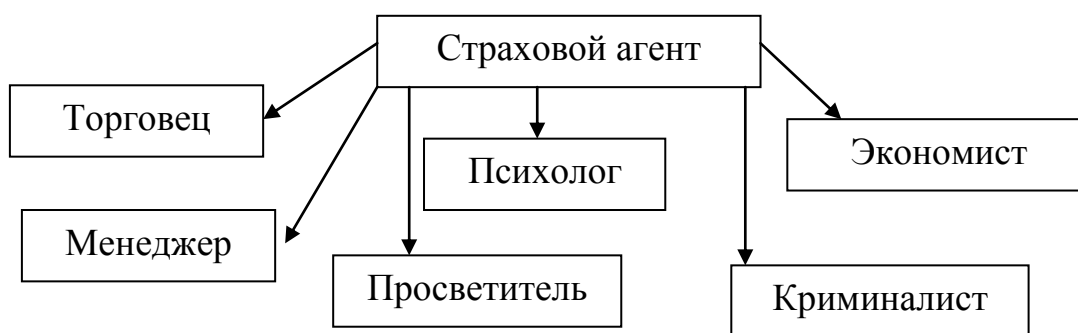 Страховой агент
Торговец
Экономист
Психолог
Менеджер
Просветитель
Криминалист